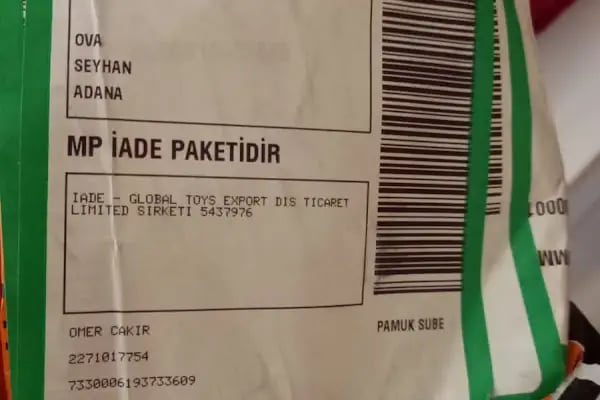 OVA
SEYHAN
ADANA
MP İADE PAKETİDİR
IADE - GLOBAL TOYS EXPORT DIS TICARET
LIMITED SIRKETI 5437976
PAMUK SUBE
OMER CAKIR
2271017754
7330006193733609